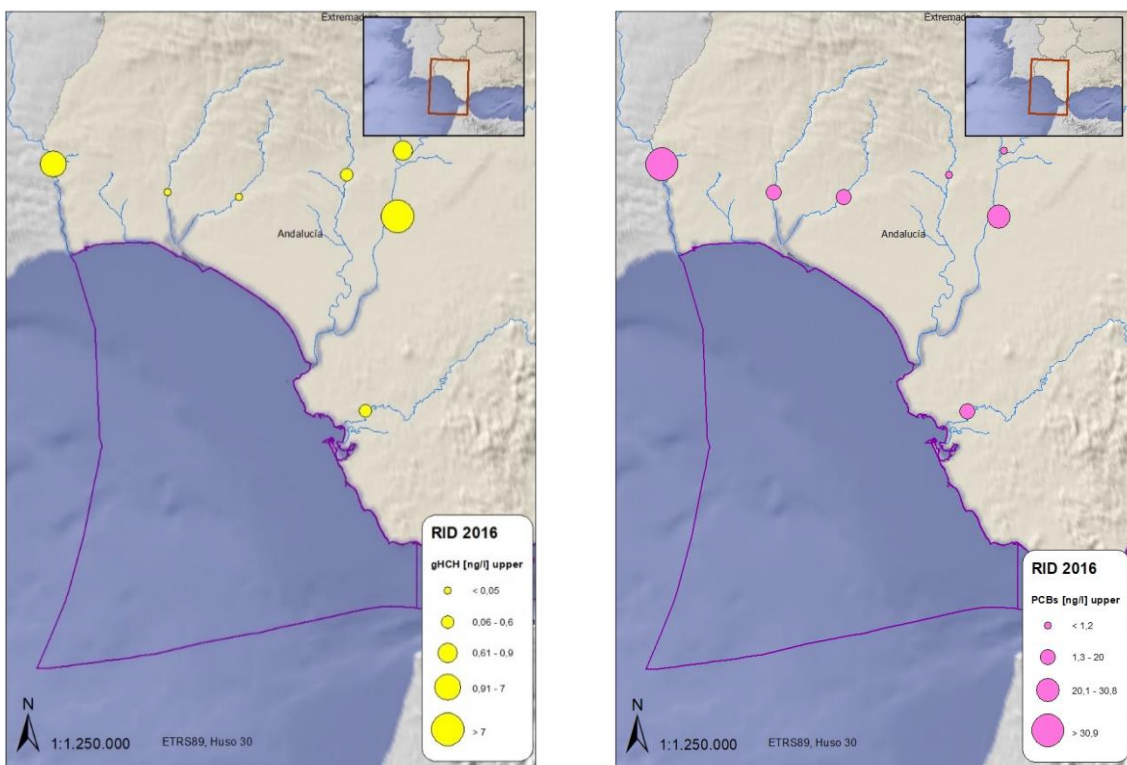 Extremadura
Andalucía
RID 2016
gHCH [ng/l] upper
< 0,05
0,06 - 0,6
0,61 - 0,9
0,91 - 7
> 7
N
1:1.250.000
ETRS89, Huso 30
Andalucía
RID 2016
PCBs [ng/l] upper
< 1,2
1,3 - 20
20,1 - 30,8
> 30,9
N
1:1.250.000
ETRS89, Huso 30